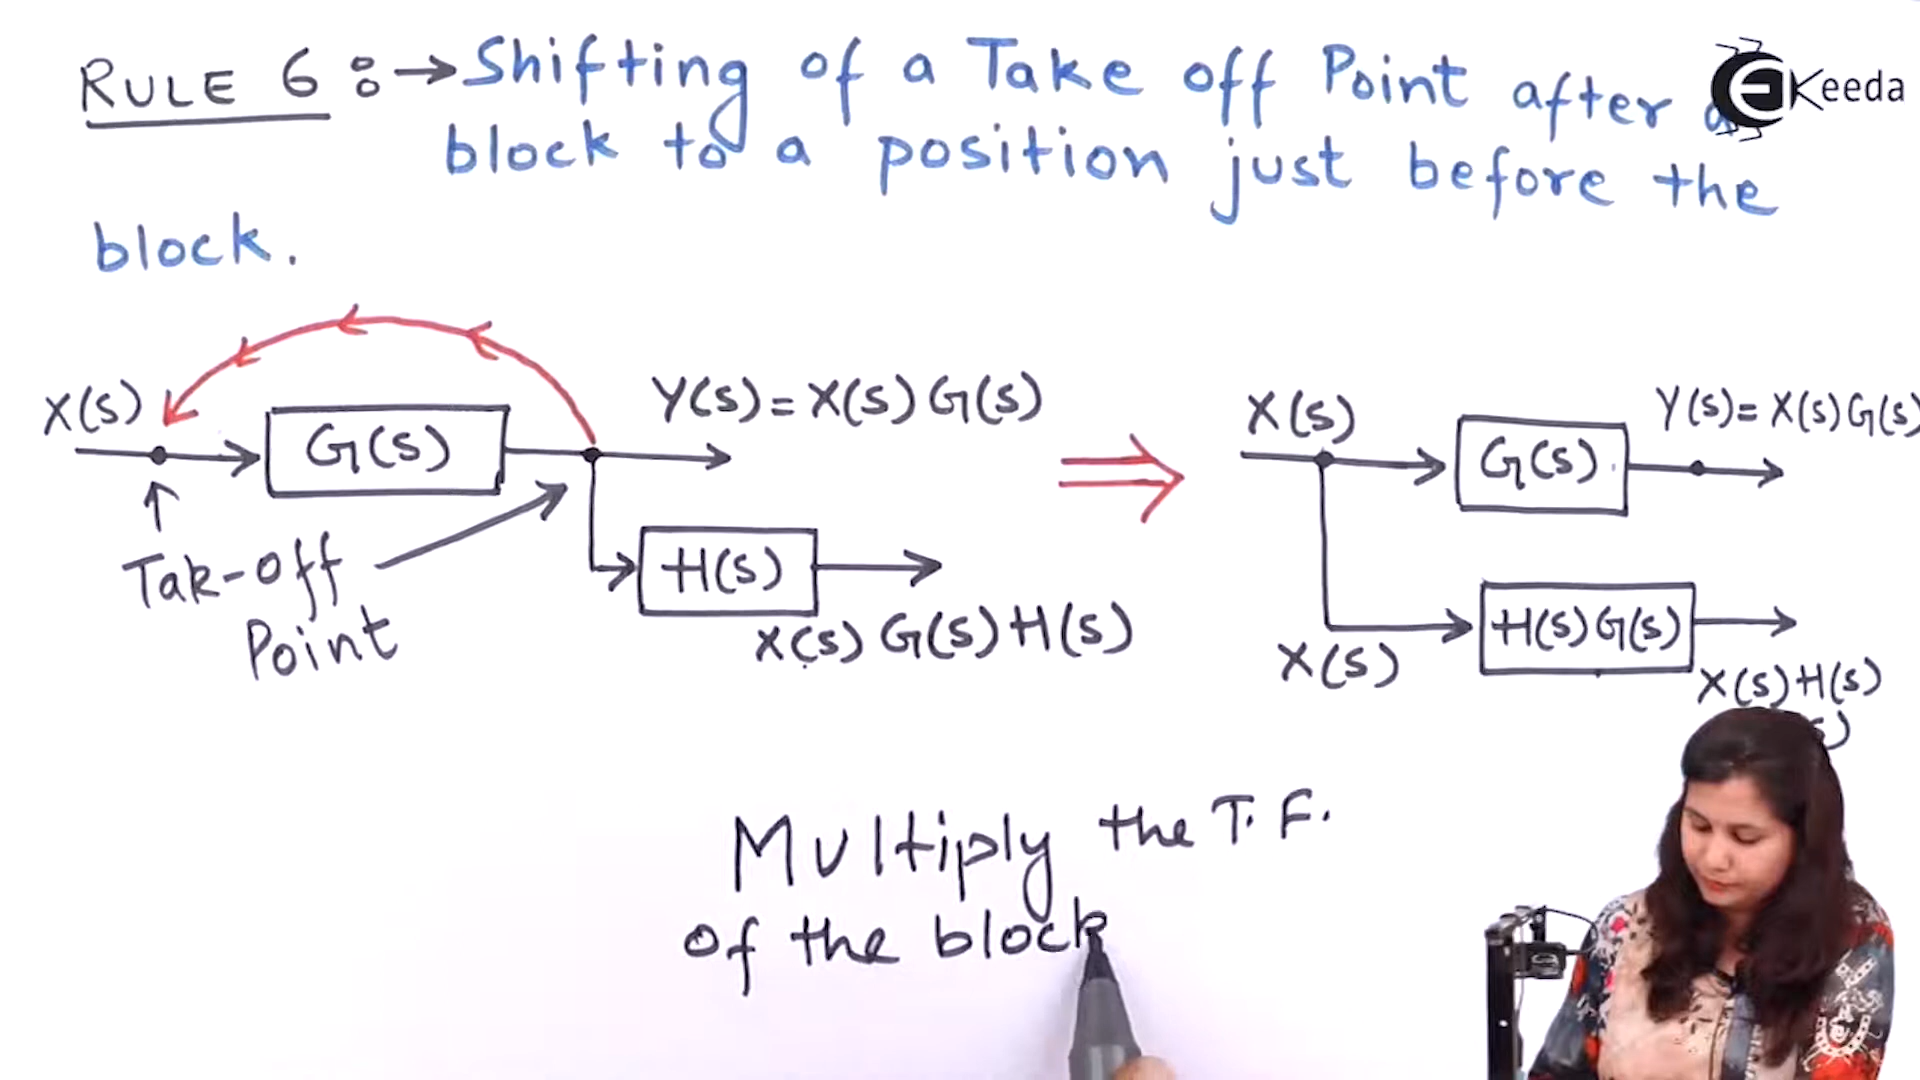 RULE 6 : → Shifting of a Take off Point after a
block to a position just before the
block.
EKeeda
X(s)
G(s)
Y(s) = X(s) G(s)
H(s)
X(s) G(s) H(s)
Tak-off
Point
X(s)
G(s)
Y(s) = X(s) G(s)
X(s)
H(s) G(s)
X(s) H(s)
Multiply the T.F.
of the block